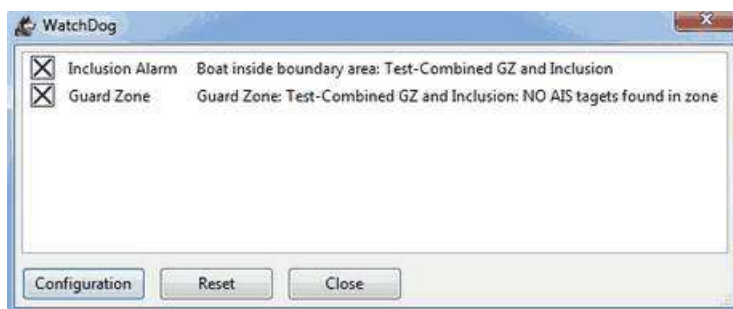 WatchDog
Inclusion Alarm Boat inside boundary area: Test-Combined GZ and Inclusion
Guard Zone Guard Zone: Test-Combined GZ and Inclusion: NO AIS tagets found in zone
Configuration Reset Close